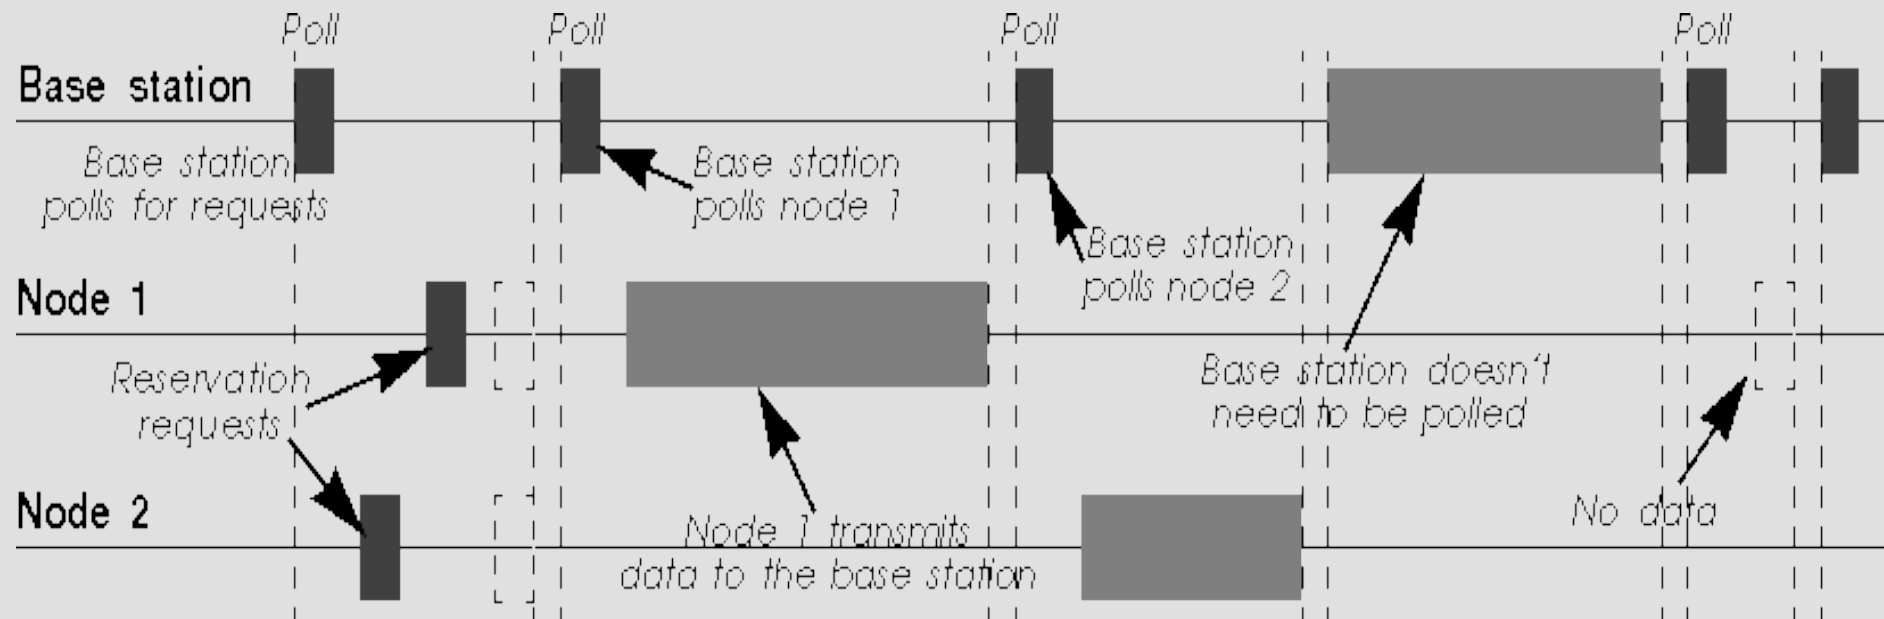 Poll Poll Poll Poll
Base station
Base station
polls for requests
Base station
polls node 1
Base station
polls node 2
Node 1
Reservation
requests
Base station doesn't
need to be polled
Node 2
Node 1 transmits
data to the base station
No data